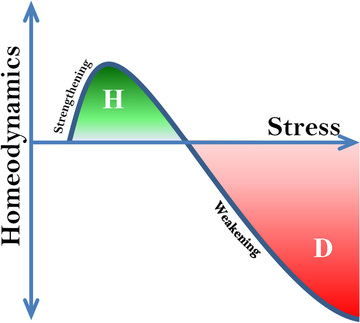 Homeodynamics
Strengthening
H
Stress
Weakening
D